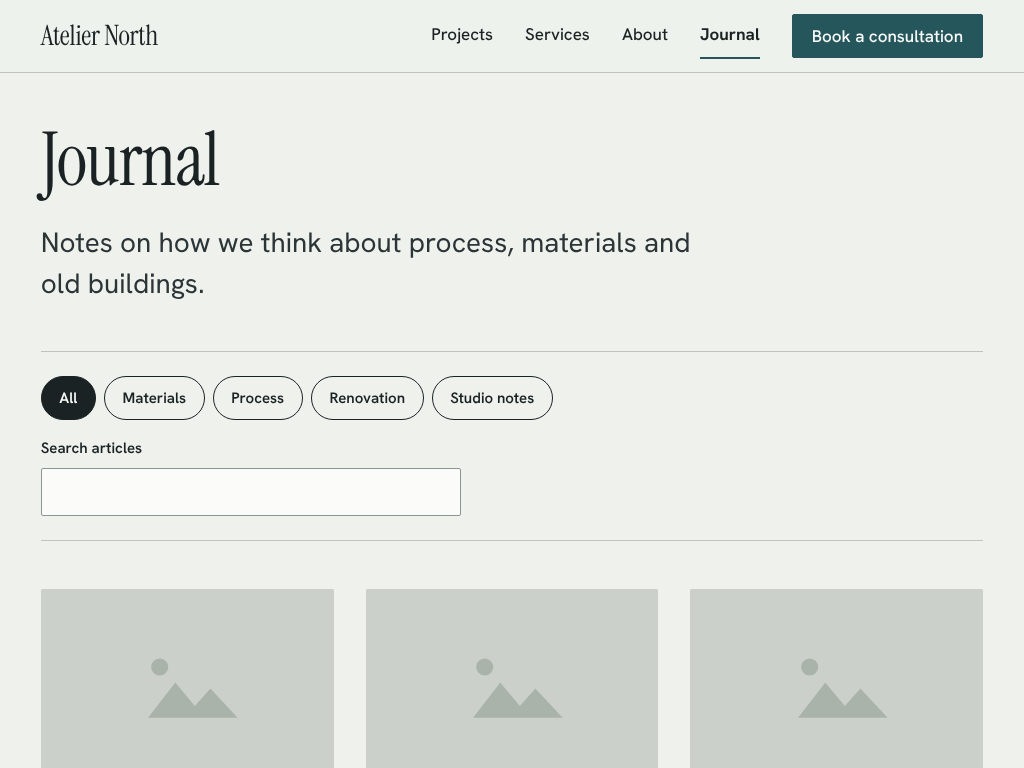 Atelier North
Projects Services About Journal Book a consultation
Journal
Notes on how we think about process, materials and
old buildings.
All Materials Process Renovation Studio notes
Search articles